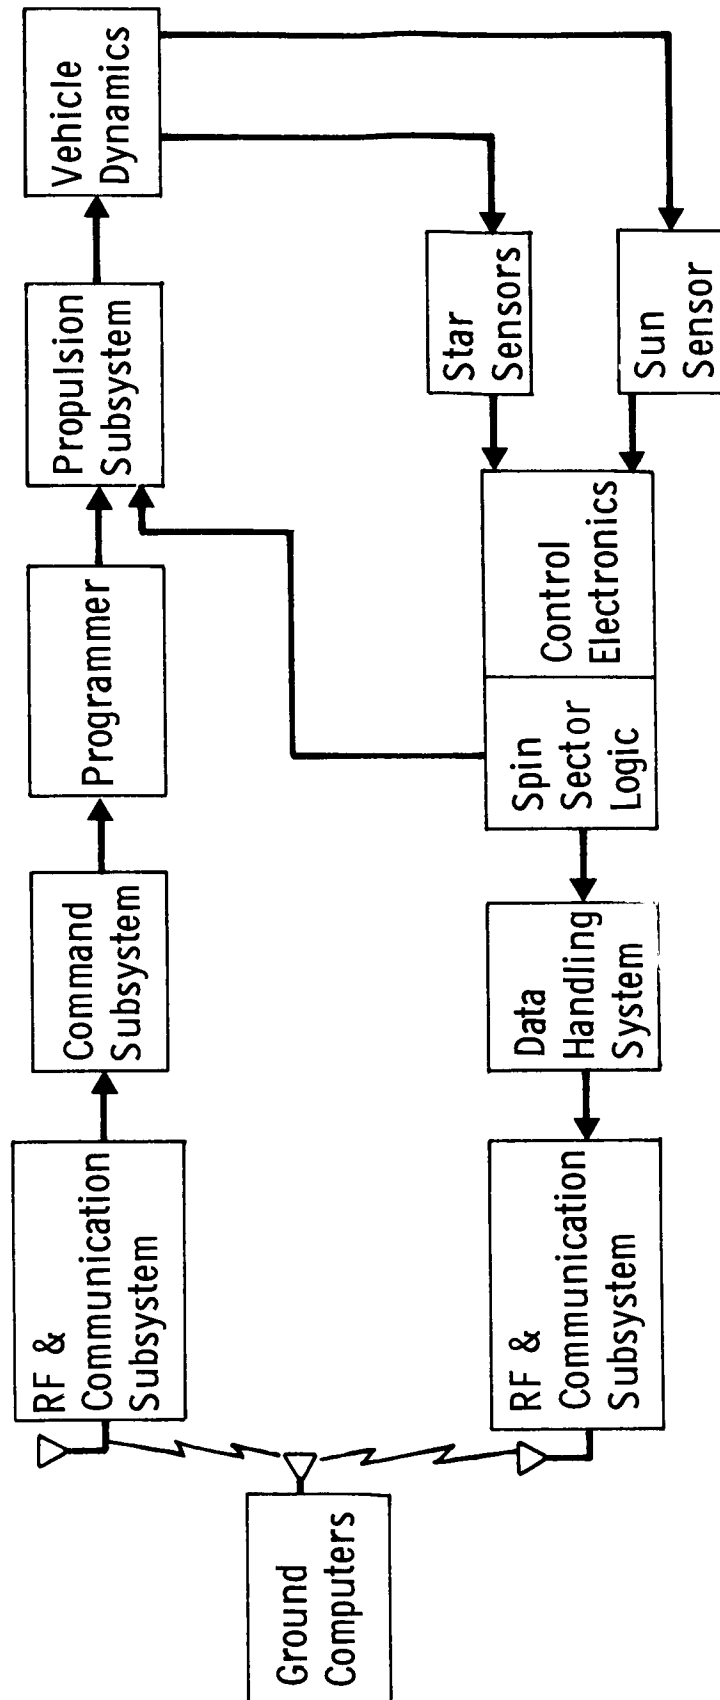 Ground
Computers
RF &
Communication
Subsystem
Command
Subsystem
Programmer
Propulsion
Subsystem
Vehicle
Dynamics
Star
Sensors
Sun
Sensor
Control
Electronics
Spin
Sector
Logic
Data
Handling
System
RF &
Communication
Subsystem